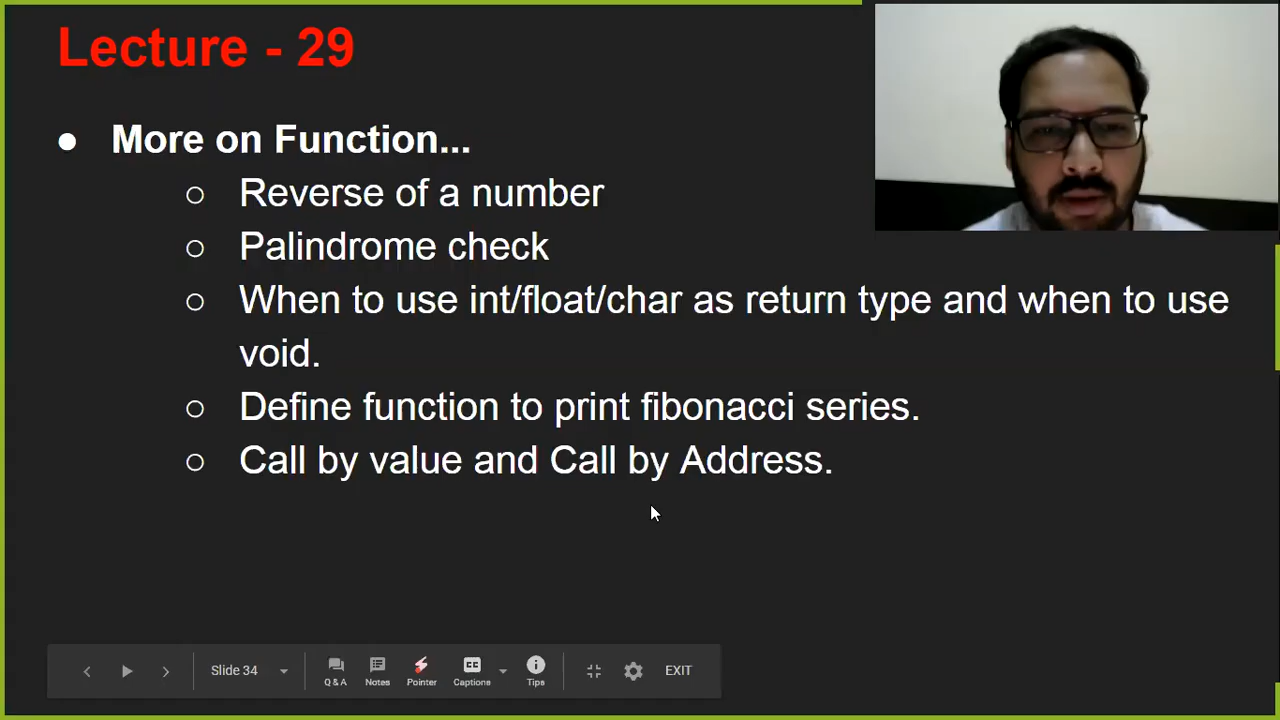 Lecture - 29
● More on Function...
○ Reverse of a number
○ Palindrome check
○ When to use int/float/char as return type and when to use
void.
○ Define function to print fibonacci series.
○ Call by value and Call by Address.
Slide 34
Q & A
Notes
Pointer
CC
Captions
Tips
EXIT